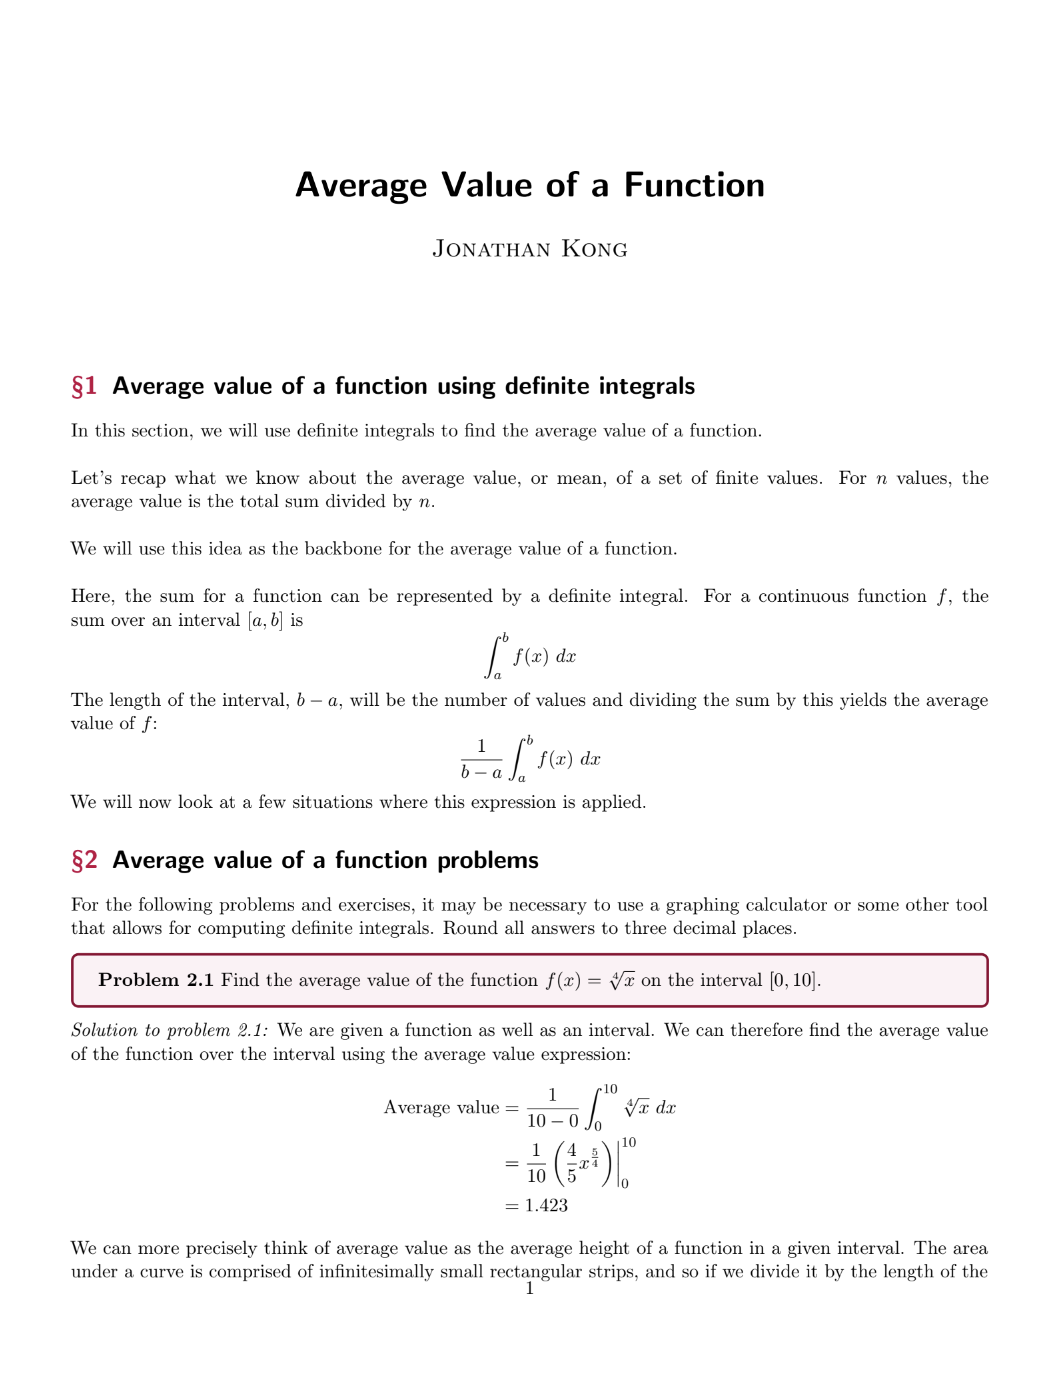 Average Value of a Function
Jonathan Kong
§1 Average value of a function using definite integrals
In this section, we will use definite integrals to find the average value of a function.
Let's recap what we know about the average value, or mean, of a set of finite values. For n values, the
average value is the total sum divided by n.
We will use this idea as the backbone for the average value of a function.
Here, the sum for a function can be represented by a definite integral. For a continuous function f, the
sum over an interval [a, b] is
∫_a^b f(x) dx
The length of the interval, b − a, will be the number of values and dividing the sum by this yields the average
value of f:
\frac{1}{b − a} ∫_a^b f(x) dx
We will now look at a few situations where this expression is applied.
§2 Average value of a function problems
For the following problems and exercises, it may be necessary to use a graphing calculator or some other tool
that allows for computing definite integrals. Round all answers to three decimal places.
Problem 2.1 Find the average value of the function f(x) = ∜x on the interval [0, 10].
Solution to problem 2.1: We are given a function as well as an interval. We can therefore find the average value
of the function over the interval using the average value expression:
Average value = \frac{1}{10 − 0} ∫_0^{10} ∜x dx
= \frac{1}{10} (\frac{4}{5} x^{\frac{5}{4}}) |_0^{10}
= 1.423
We can more precisely think of average value as the average height of a function in a given interval. The area
under a curve is comprised of infinitesimally small rectangular strips, and so if we divide it by the length of the
1